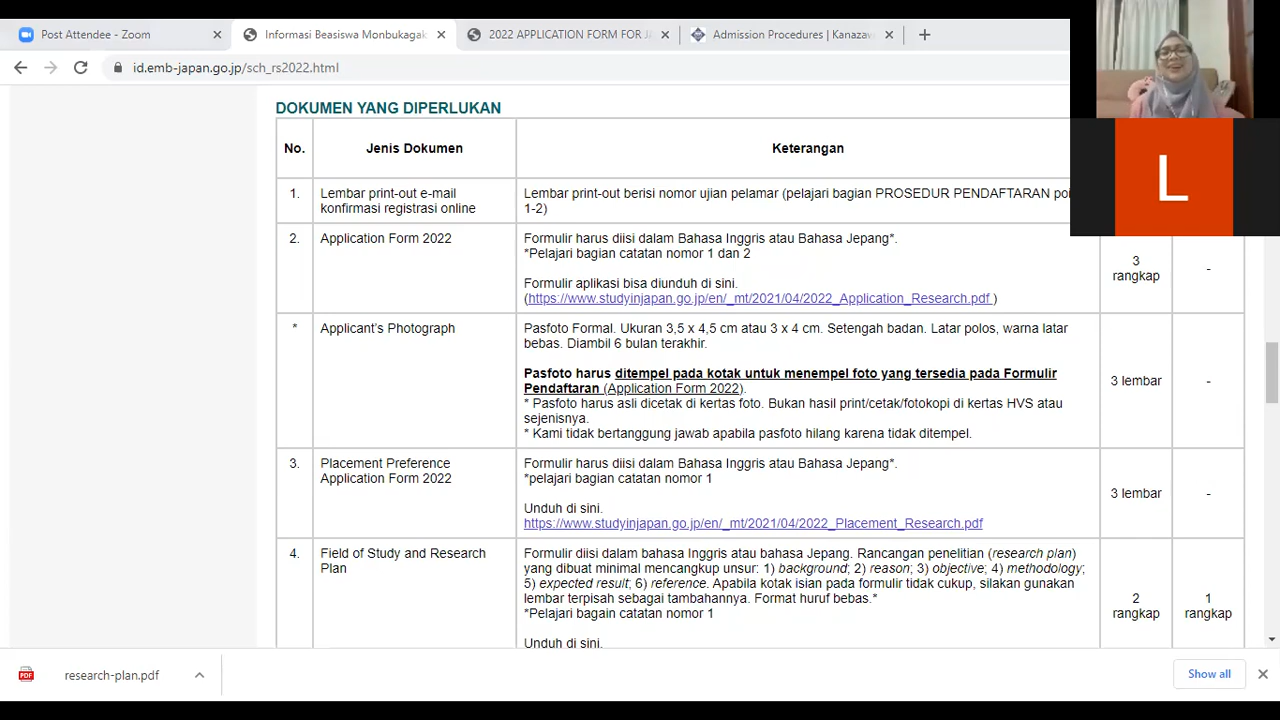 Post Attendee - Zoom
Informasi Beasiswa Monbukagak
2022 APPLICATION FORM FOR J
Admission Procedures | Kanazaw
id.emb-japan.go.jp/sch_rs2022.html
DOKUMEN YANG DIPERLUKAN
No.
Jenis Dokumen
Keterangan
1.
Lembar print-out e-mail
konfirmasi registrasi online
Lembar print-out berisi nomor ujian pelamar (pelajari bagian PROSEDUR PENDAFTARAN poi
1-2)
2.
Application Form 2022
Formulir harus diisi dalam Bahasa Inggris atau Bahasa Jepang*.
*Pelajari bagian catatan nomor 1 dan 2
Formulir aplikasi bisa diunduh di sini.
(https://www.studyinjapan.go.jp/en/_mt/2021/04/2022_Application_Research.pdf )
3
rangkap
-
*
Applicant's Photograph
Pasfoto Formal. Ukuran 3,5 x 4,5 cm atau 3 x 4 cm. Setengah badan. Latar polos, warna latar
bebas. Diambil 6 bulan terakhir.
Pasfoto harus ditempel pada kotak untuk menempel foto yang tersedia pada Formulir
Pendaftaran (Application Form 2022).
* Pasfoto harus asli dicetak di kertas foto. Bukan hasil print/cetak/fotokopi di kertas HVS atau
sejenisnya.
* Kami tidak bertanggung jawab apabila pasfoto hilang karena tidak ditempel.
3 lembar
-
3.
Placement Preference
Application Form 2022
Formulir harus diisi dalam Bahasa Inggris atau Bahasa Jepang*.
*pelajari bagian catatan nomor 1
Unduh di sini.
https://www.studyinjapan.go.jp/en/_mt/2021/04/2022_Placement_Research.pdf
3 lembar
-
4.
Field of Study and Research
Plan
Formulir diisi dalam bahasa Inggris atau bahasa Jepang. Rancangan penelitian (research plan)
yang dibuat minimal mencangkup unsur: 1) background; 2) reason; 3) objective; 4) methodology;
5) expected result; 6) reference. Apabila kotak isian pada formulir tidak cukup, silakan gunakan
lembar terpisah sebagai tambahannya. Format huruf bebas.*
*Pelajari bagain catatan nomor 1
Unduh di sini.
2
rangkap
1
rangkap
L
PDF
research-plan.pdf
Show all